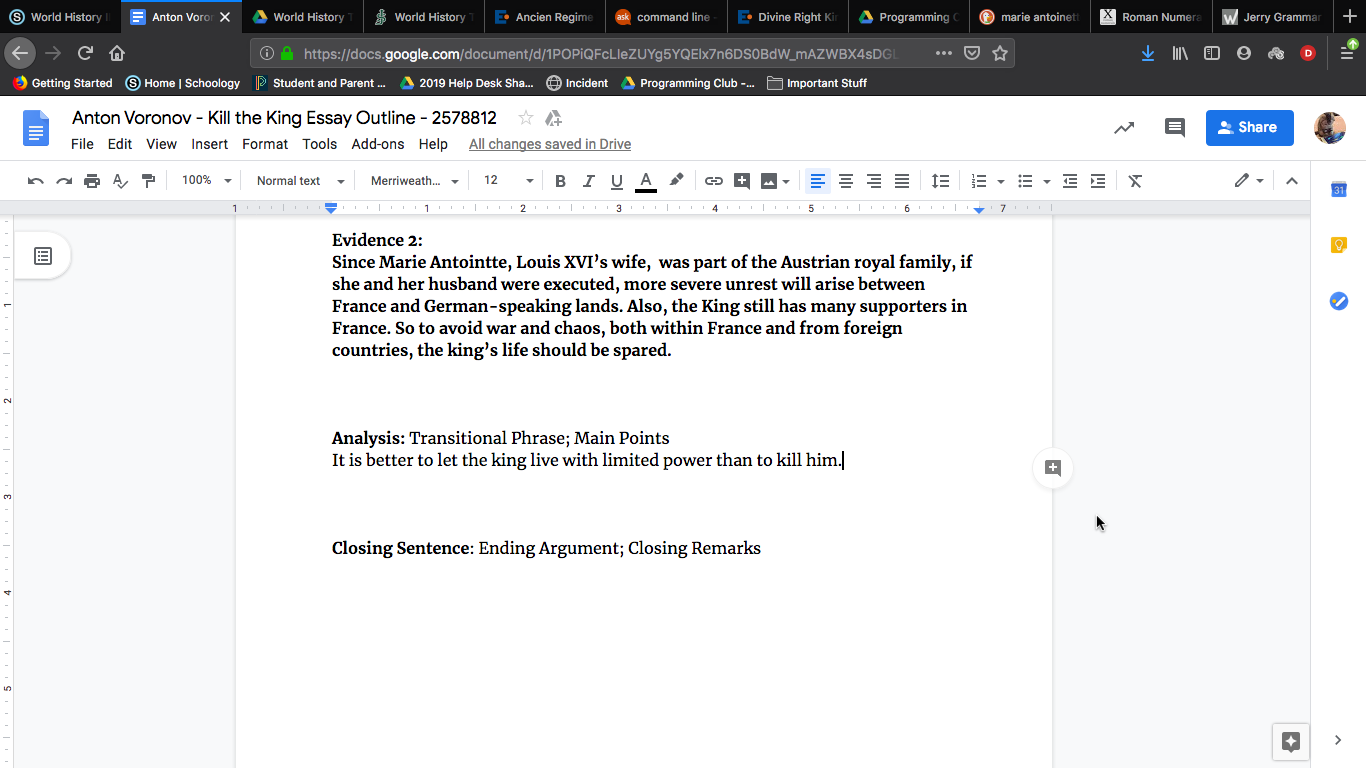 World History I
Anton Voron
World History T
World History T
Ancien Regime
command line -
Divine Right Kin
Programming C
marie antoinett
Roman Numera
Jerry Grammar
https://docs.google.com/document/d/
Getting Started
Home | Schoology
Student and Parent ...
2019 Help Desk Sha...
Incident
Programming Club -...
Important Stuff
Anton Voronov - Kill the King Essay Outline - 2578812
Share
File Edit View Insert Format Tools Add-ons Help All changes saved in Drive
100% Normal text Merriweath... 12 B I U A
1 1 2 3 4 5 6 7
Evidence 2:
Since Marie Antointte, Louis XVI’s wife,  was part of the Austrian royal family, if
she and her husband were executed, more severe unrest will arise between
France and German-speaking lands. Also, the King still has many supporters in
France. So to avoid war and chaos, both within France and from foreign
countries, the king’s life should be spared.
Analysis: Transitional Phrase; Main Points
It is better to let the king live with limited power than to kill him.
Closing Sentence: Ending Argument; Closing Remarks
1
2
3
4
5
31